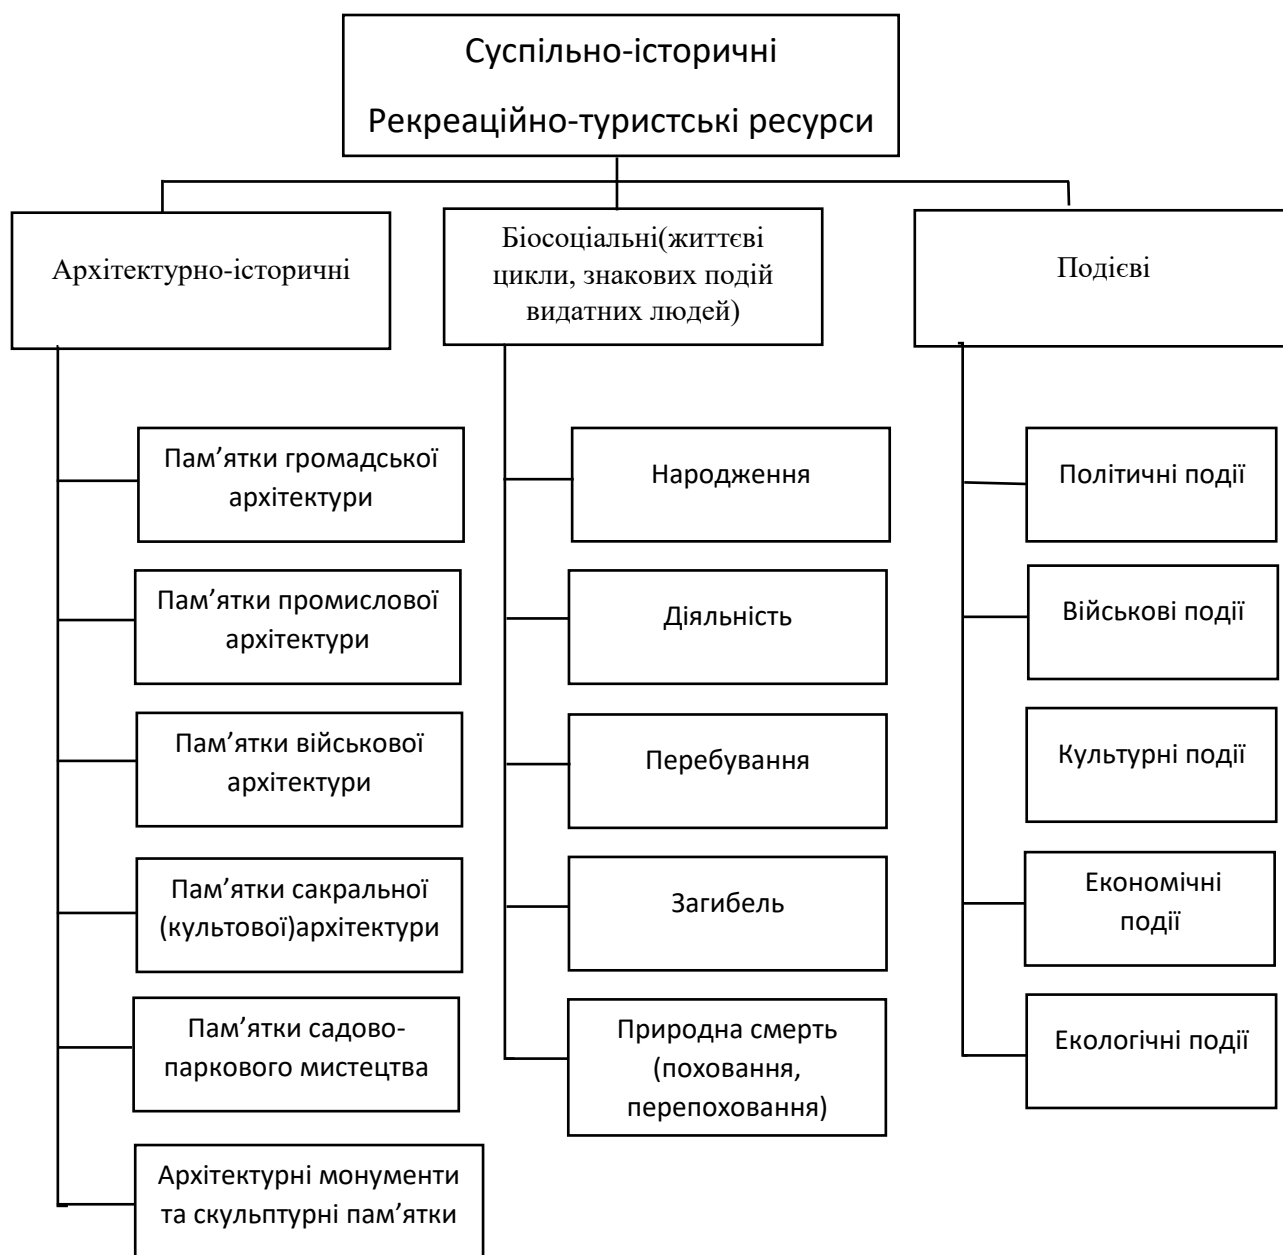 Суспільно-історичні
Рекреаційно-туристські ресурси
Архітектурно-історичні
Біосоціальні(життєві
цикли, знакових подій
видатних людей)
Подієві
Пам’ятки громадської
архітектури
Пам’ятки промислової
архітектури
Пам’ятки військової
архітектури
Пам’ятки сакральної
(культової)архітектури
Пам’ятки садово-
паркового мистецтва
Архітектурні монументи
та скульптурні пам’ятки
Народження
Діяльність
Перебування
Загибель
Природна смерть
(поховання,
перепоховання)
Політичні події
Військові події
Культурні події
Економічні
події
Екологічні події